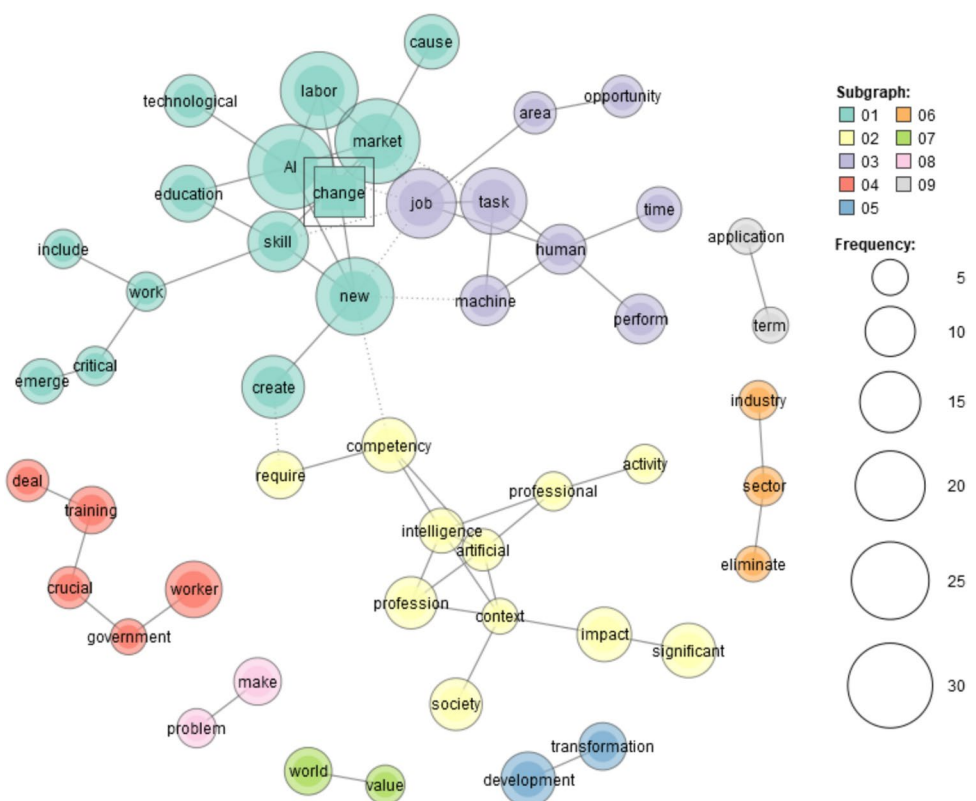 cause
labor
technological
opportunity
area
market
AI
education
change
job
task
time
skill
human
application
include
work
new
machine
perform
term
critical
emerge
create
industry
competency
require
activity
professional
sector
deal
training
intelligence
artificial
eliminate
crucial
worker
profession
context
government
impact
significant
make
society
problem
transformation
world
value
development
Subgraph:
01 06
02 07
03 08
04 09
05
Frequency:
5
10
15
20
25
30